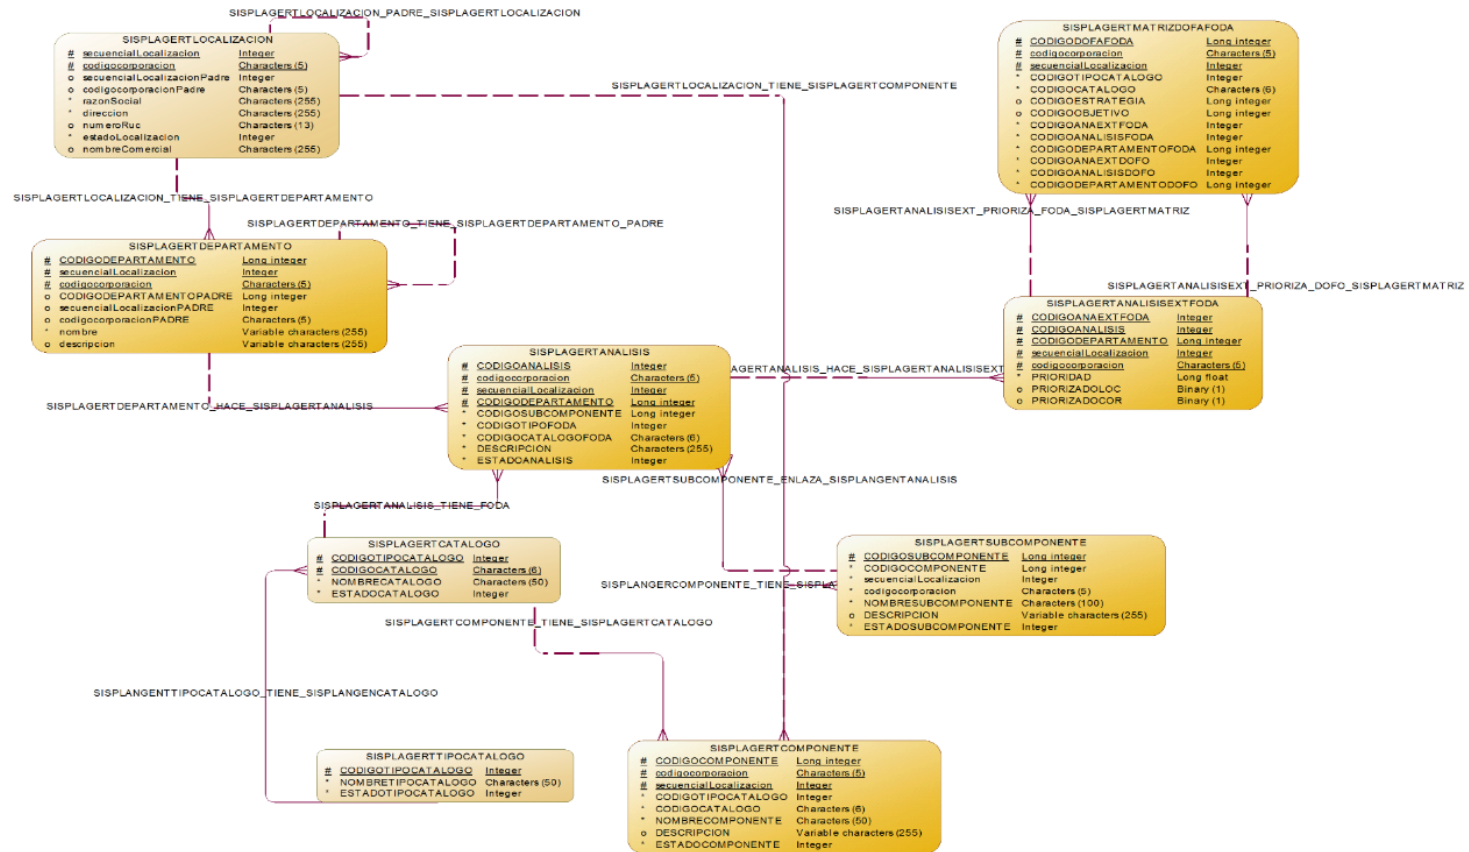 SISPLAGERTLOCALIZACION_PADRE_SISPLAGERTLOCALIZACION
SISPLAGERTLOCALIZACION
# secuencialLocalizacion Integer
# codigocorporacion Characters (5)
o secuencialLocalizacionPadre Integer
o codigocorporacionPadre Characters (5)
* razonSocial Characters (255)
* direccion Characters (255)
o numeroRuc Characters (13)
* estadoLocalizacion Integer
o nombreComercial Characters (255)
SISPLAGERTLOCALIZACION_TIENE_SISPLAGERTCOMPONENTE
SISPLAGERTMATRIZDOFAFODA
# CODIGODOFAFODA Long integer
# codigocorporacion Characters (5)
# secuencialLocalizacion Integer
* CODIGOTIPOCATALOGO Integer
* CODIGOCATALOGO Characters (6)
o CODIGOESTRATEGIA Long integer
o CODIGOOBJETIVO Long integer
* CODIGOANAEXTFODA Integer
* CODIGOANALISISFODA Integer
* CODIGODEPARTAMENTOFODA Long integer
* CODIGOANAEXTDOFO Integer
* CODIGOANALISISDOFO Integer
* CODIGODEPARTAMENTODOFO Long integer
SISPLAGERTLOCALIZACION_TIENE_SISPLAGERTDEPARTAMENTO
SISPLAGERTDEPARTAMENTO_TIENE_SISPLAGERTDEPARTAMENTO_PADRE
SISPLAGERTANALISISEXT_PRIORIZA_FODA_SISPLAGERTMATRIZ
SISPLAGERTDEPARTAMENTO
# CODIGODEPARTAMENTO Long integer
# secuencialLocalizacion Integer
# codigocorporacion Characters (5)
o CODIGODEPARTAMENTOPADRE Long integer
o secuencialLocalizacionPADRE Integer
o codigocorporacionPADRE Characters (5)
* nombre Variable characters (255)
o descripcion Variable characters (255)
SISPLAGERTANALISISEXT_PRIORIZA_DOFO_SISPLAGERTMATRIZ
SISPLAGERTANALISISEXTFODA
# CODIGOANAEXTFODA Integer
# CODIGOANALISIS Integer
# CODIGODEPARTAMENTO Long integer
# secuencialLocalizacion Integer
# codigocorporacion Characters (5)
* PRIORIDAD Long float
o PRIORIZADOLOC Binary (1)
o PRIORIZADOCOR Binary (1)
SISPLAGERTANALISIS
# CODIGOANALISIS Integer
# codigocorporacion Characters (5)
# secuencialLocalizacion Integer
# CODIGODEPARTAMENTO Long integer
* CODIGOSUBCOMPONENTE Long integer
* CODIGOTIPOFODA Integer
* CODIGOCATALOGOFODA Characters (6)
* DESCRIPCION Characters (255)
* ESTADOANALISIS Integer
AGERTANALISIS_HACE_SISPLAGERTANALISISEXT
SISPLAGERTDEPARTAMENTO_HACE_SISPLAGERTANALISIS
SISPLAGERTSUBCOMPONENTE_ENLAZA_SISPLANGENTANALISIS
SISPLAGERTANALISIS_TIENE_FODA
SISPLAGERTCATALOGO
# CODIGOTIPOCATALOGO Integer
# CODIGOCATALOGO Characters (6)
* NOMBRECATALOGO Characters (50)
* ESTADOCATALOGO Integer
SISPLAGERTSUBCOMPONENTE
# CODIGOSUBCOMPONENTE Long integer
* CODIGOCOMPONENTE Long integer
* secuencialLocalizacion Integer
* codigocorporacion Characters (5)
* NOMBRESUBCOMPONENTE Characters (100)
o DESCRIPCION Variable characters (255)
* ESTADOSUBCOMPONENTE Integer
SISPLANGERCOMPONENTE_TIENE_SISPLA
SISPLAGERTCOMPONENTE_TIENE_SISPLAGERTCATALOGO
SISPLANGENTTIPOCATALOGO_TIENE_SISPLANGENCATALOGO
SISPLAGERTTIPOCATALOGO
# CODIGOTIPOCATALOGO Integer
* NOMBRETIPOCATALOGO Characters (50)
* ESTADOTIPOCATALOGO Integer
SISPLAGERTCOMPONENTE
# CODIGOCOMPONENTE Long integer
# codigocorporacion Characters (5)
# secuencialLocalizacion Integer
* CODIGOTIPOCATALOGO Integer
* CODIGOCATALOGO Characters (6)
* NOMBRECOMPONENTE Characters (50)
o DESCRIPCION Variable characters (255)
* ESTADOCOMPONENTE Integer